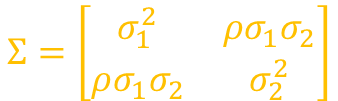 Σ = [ σ₁²  ρσ₁σ₂
ρσ₁σ₂  σ₂² ]